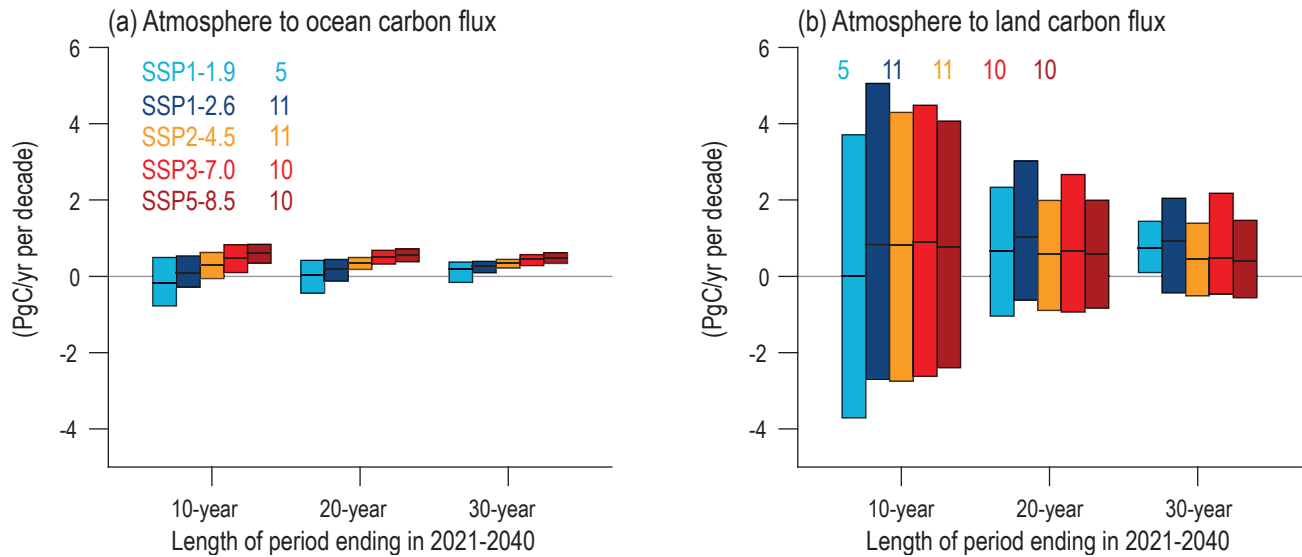 (a) Atmosphere to ocean carbon flux
6
4
2
0
-2
-4
(PgC/yr per decade)
SSP1-1.9 5
SSP1-2.6 11
SSP2-4.5 11
SSP3-7.0 10
SSP5-8.5 10
10-year 20-year 30-year
Length of period ending in 2021-2040
(b) Atmosphere to land carbon flux
6
4
2
0
-2
-4
(PgC/yr per decade)
5 11 11 10 10
10-year 20-year 30-year
Length of period ending in 2021-2040